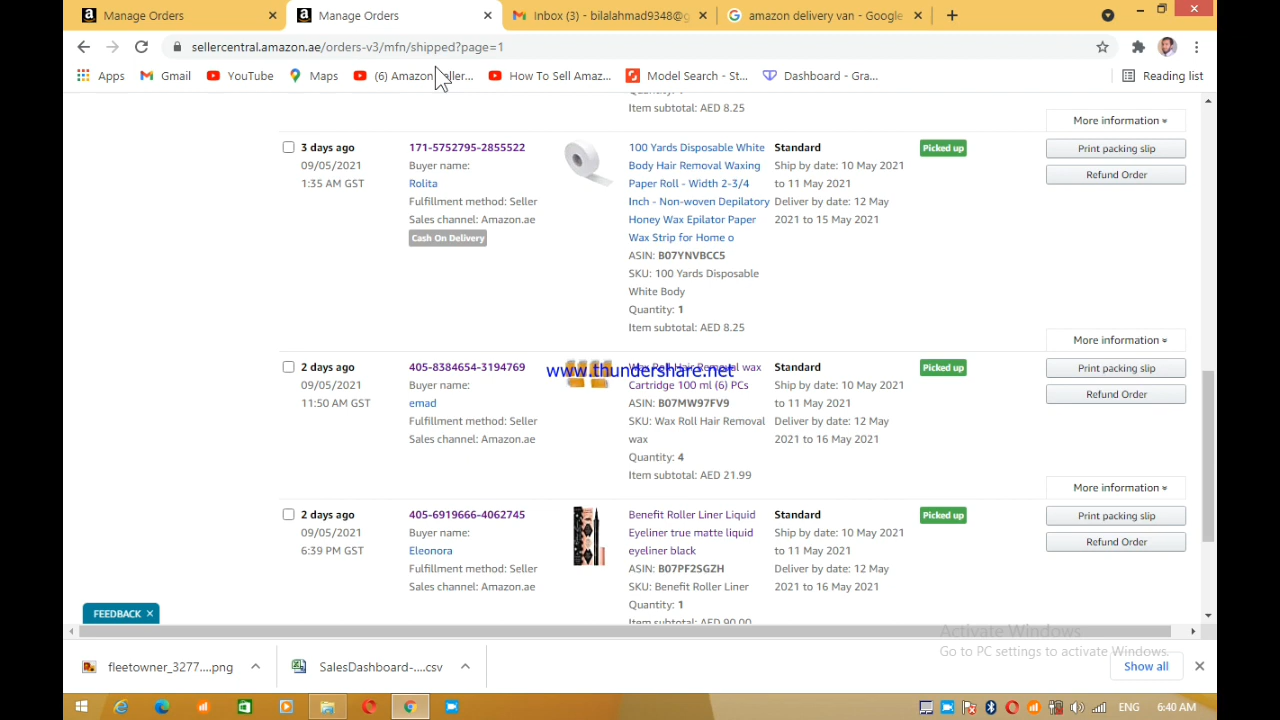 Manage Orders
Manage Orders
Inbox (3) - bilalahmad9348@g
amazon delivery van - Google
sellercentral.amazon.ae/orders-v3/mfn/shipped?page=1
Apps
Gmail
YouTube
Maps
(6) Amazon
How To Sell Amaz...
Model Search - St...
Dashboard - Gra...
Reading list
Item subtotal: AED 8.25
More information
3 days ago
09/05/2021
1:35 AM GST
171-5752795-2855522
Buyer name:
Rolita
Fulfillment method: Seller
Sales channel: Amazon.ae
Cash On Delivery
100 Yards Disposable White
Body Hair Removal Waxing
Paper Roll - Width 2-3/4
Inch - Non-woven Depilatory
Honey Wax Epilator Paper
Wax Strip for Home o
ASIN: B07YNVBCC5
SKU: 100 Yards Disposable
White Body
Quantity: 1
Item subtotal: AED 8.25
Standard
Ship by date: 10 May 2021
to 11 May 2021
Deliver by date: 12 May
2021 to 15 May 2021
Picked up
Print packing slip
Refund Order
More information
2 days ago
09/05/2021
11:50 AM GST
405-8384654-3194769
Buyer name:
emad
Fulfillment method: Seller
Sales channel: Amazon.ae
www.thundershare.net
Wax Roll Hair Removal wax
Cartridge 100 ml (6) PCs
ASIN: B07MW97FV9
SKU: Wax Roll Hair Removal
wax
Quantity: 4
Item subtotal: AED 21.99
Standard
Ship by date: 10 May 2021
to 11 May 2021
Deliver by date: 12 May
2021 to 16 May 2021
Picked up
Print packing slip
Refund Order
More information
2 days ago
09/05/2021
6:39 PM GST
405-6919666-4062745
Buyer name:
Eleonora
Fulfillment method: Seller
Sales channel: Amazon.ae
Benefit Roller Liner Liquid
Eyeliner true matte liquid
eyeliner black
ASIN: B07PF2SGZH
SKU: Benefit Roller Liner
Quantity: 1
Item subtotal: AED 90.00
Standard
Ship by date: 10 May 2021
to 11 May 2021
Deliver by date: 12 May
2021 to 16 May 2021
Picked up
Print packing slip
Refund Order
FEEDBACK
Activate Windows
Go to PC settings to activate Windows.
fleetowner_3277....png
SalesDashboard-....csv
Show all
ENG
6:40 AM